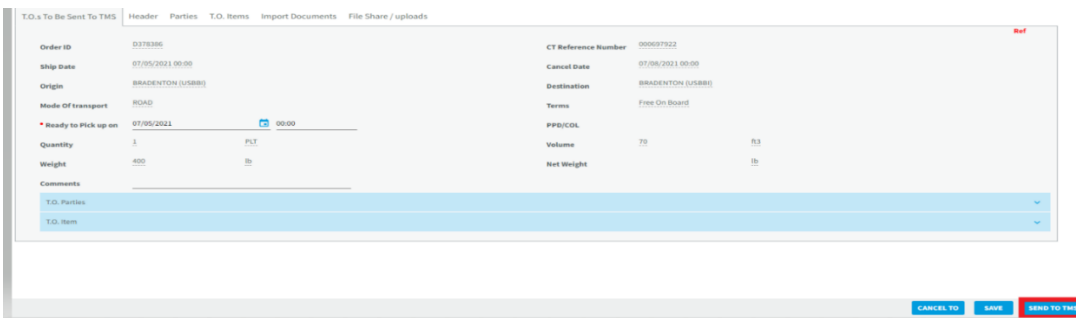 T.O.s To Be Sent To TMS Header Parties T.O. Items Import Documents File Share / uploads
Ref
Order ID D378386 CT Reference Number 000697922
Ship Date 07/05/2021 00:00 Cancel Date 07/08/2021 00:00
Origin BRADENTON (USBBI) Destination BRADENTON (USBBI)
Mode Of transport ROAD Terms Free On Board
* Ready to Pick up on 07/05/2021 00:00 PPD/COL
Quantity 1 PLT Volume 70 ft3
Weight 400 lb Net Weight lb
Comments
T.O. Parties
T.O. Item
CANCEL TO SAVE SEND TO TMS